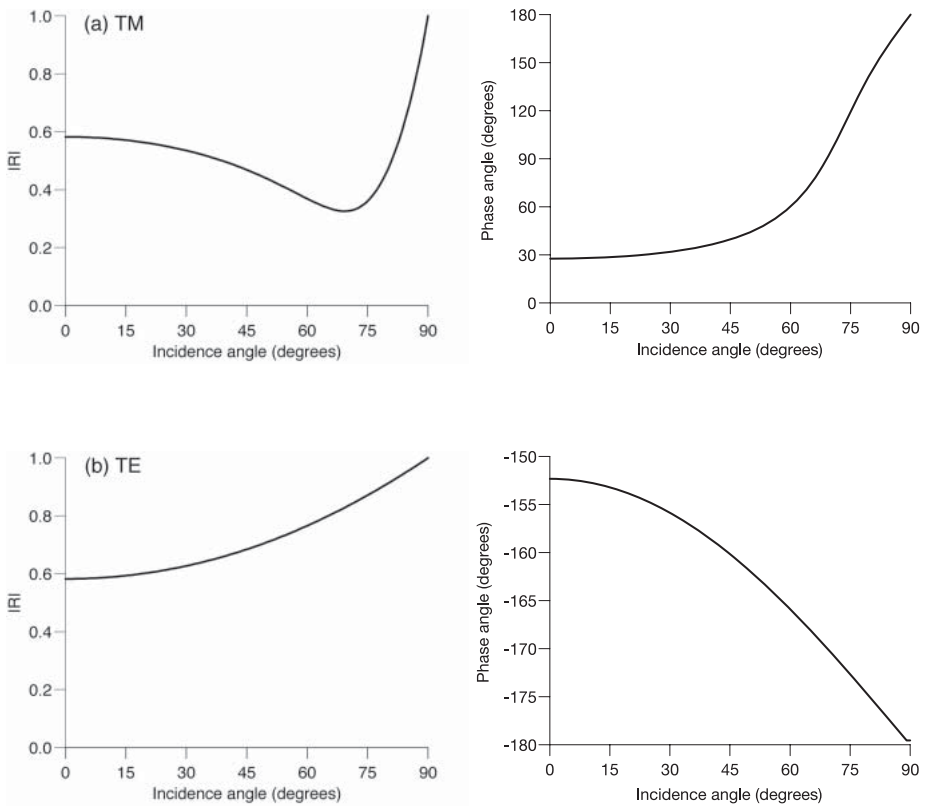 (a) TM
1.0
0.8
0.6
0.4
0.2
0.0
IRI
0 15 30 45 60 75 90
Incidence angle (degrees)
180
150
120
90
60
30
0
Phase angle (degrees)
0 15 30 45 60 75 90
Incidence angle (degrees)
(b) TE
1.0
0.8
0.6
0.4
0.2
0.0
IRI
0 15 30 45 60 75 90
Incidence angle (degrees)
-150
-155
-160
-165
-170
-175
-180
Phase angle (degrees)
0 15 30 45 60 75 90
Incidence angle (degrees)